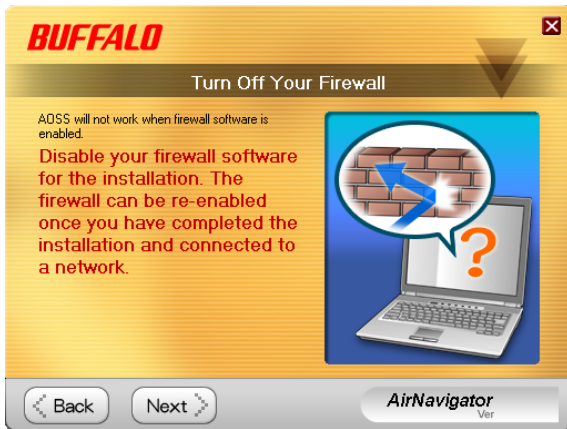 BUFFALO
Turn Off Your Firewall
AOSS will not work when firewall software is
enabled.
Disable your firewall software
for the installation. The
firewall can be re-enabled
once you have completed the
installation and connected to
a network.
?
Back
Next
AirNavigator
Ver